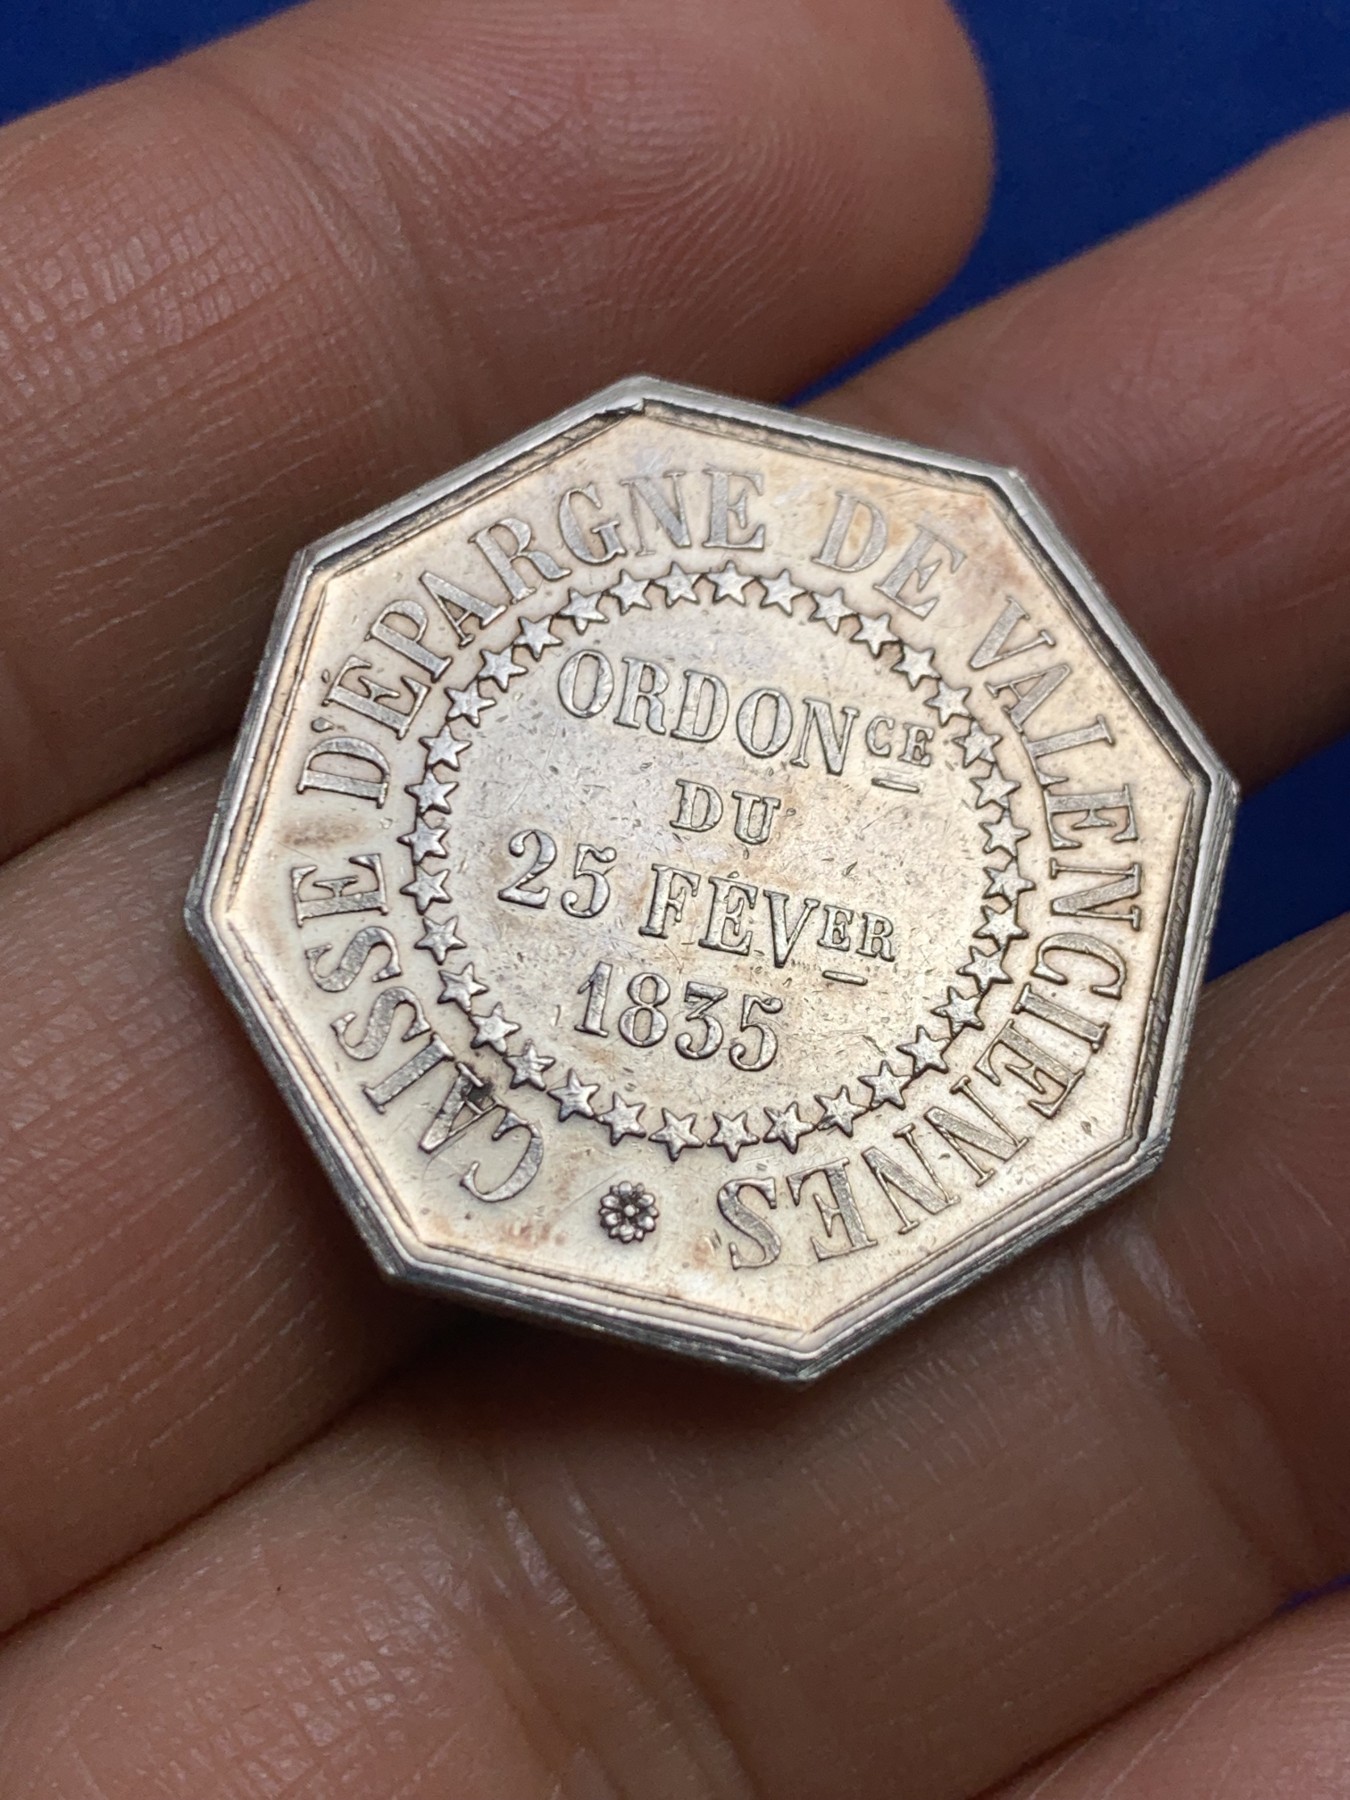 CAISSE D'ÉPARGNE DE VALENCIENNES
ORDONCE
DU
25 FÉVER
1835